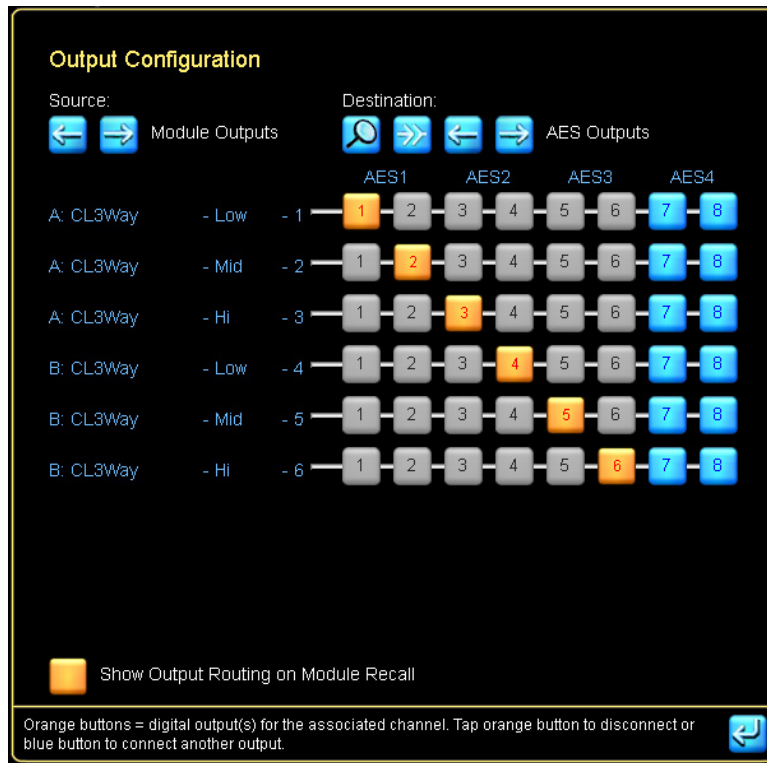 Output Configuration
Source: Destination:
Module Outputs AES Outputs
AES1 AES2 AES3 AES4
A: CL3Way - Low - 1 1 2 3 4 5 6 7 8
A: CL3Way - Mid - 2 1 2 3 4 5 6 7 8
A: CL3Way - Hi - 3 1 2 3 4 5 6 7 8
B: CL3Way - Low - 4 1 2 3 4 5 6 7 8
B: CL3Way - Mid - 5 1 2 3 4 5 6 7 8
B: CL3Way - Hi - 6 1 2 3 4 5 6 7 8
Show Output Routing on Module Recall
Orange buttons = digital output(s) for the associated channel. Tap orange button to disconnect or
blue button to connect another output.